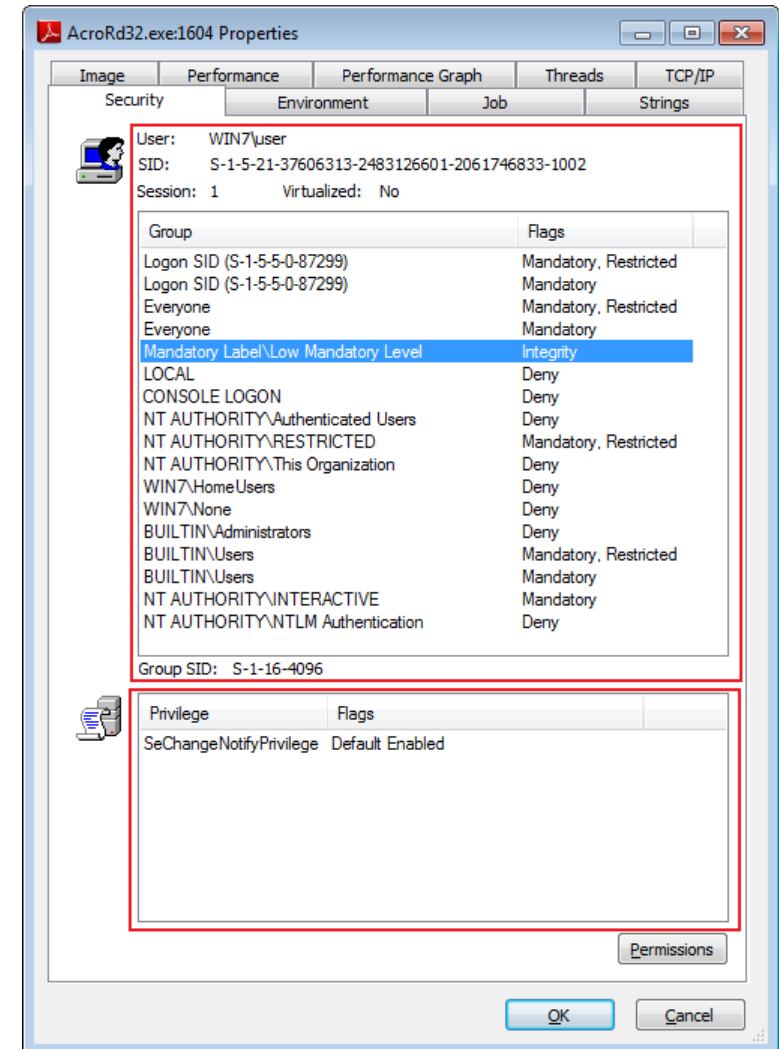 AcroRd32.exe:1604 Properties
Image Performance Performance Graph Threads TCP/IP
Security Environment Job Strings
User: WIN7\user
SID: S-1-5-21-37606313-2483126601-2061746833-1002
Session: 1 Virtualized: No
Group Flags
Logon SID (S-1-5-5-0-87299) Mandatory, Restricted
Logon SID (S-1-5-5-0-87299) Mandatory
Everyone Mandatory, Restricted
Everyone Mandatory
Mandatory Label\Low Mandatory Level Integrity
LOCAL Deny
CONSOLE LOGON Deny
NT AUTHORITY\Authenticated Users Deny
NT AUTHORITY\RESTRICTED Mandatory, Restricted
NT AUTHORITY\This Organization Deny
WIN7\HomeUsers Deny
WIN7\None Deny
BUILTIN\Administrators Deny
BUILTIN\Users Mandatory, Restricted
BUILTIN\Users Mandatory
NT AUTHORITY\INTERACTIVE Mandatory
NT AUTHORITY\NTLM Authentication Deny
Group SID: S-1-16-4096
Privilege Flags
SeChangeNotifyPrivilege Default Enabled
Permissions
OK Cancel